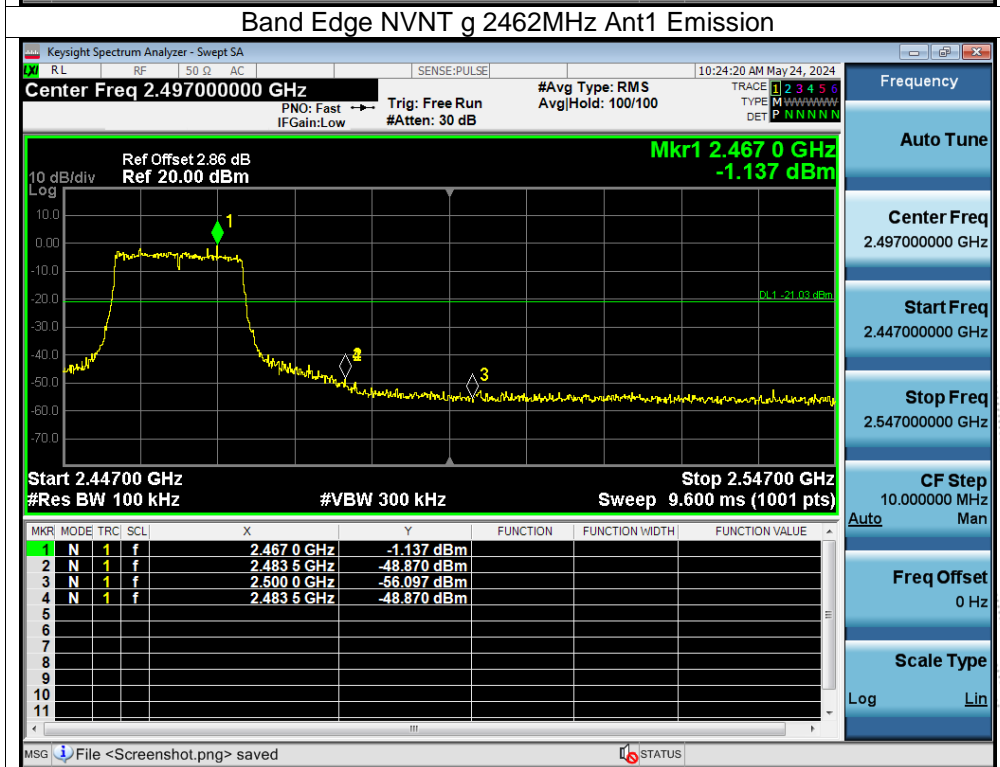 Band Edge NVNT g 2462MHz Ant1 Emission
Keysight Spectrum Analyzer - Swept SA
LXI RL RF 50 Ω AC SENSE:PULSE 10:24:20 AM May 24, 2024
Center Freq 2.497000000 GHz
PNO: Fast
IFGain:Low
Trig: Free Run
#Atten: 30 dB
#Avg Type: RMS
Avg|Hold: 100/100
TRACE 1 2 3 4 5 6
TYPE M WWWWW
DET P N N N N N
Mkr1 2.467 0 GHz
-1.137 dBm
Ref Offset 2.86 dB
10 dB/div Ref 20.00 dBm
Log
10.0
0.00
-10.0
-20.0
-30.0
-40.0
-50.0
-60.0
-70.0
1
DL1 -21.03 dBm
3
Start 2.44700 GHz Stop 2.54700 GHz
#Res BW 100 kHz #VBW 300 kHz Sweep 9.600 ms (1001 pts)
MKR MODE TRC SCL X Y FUNCTION FUNCTION WIDTH FUNCTION VALUE
1 N 1 f 2.467 0 GHz -1.137 dBm
2 N 1 f 2.483 5 GHz -48.870 dBm
3 N 1 f 2.500 0 GHz -56.097 dBm
4 N 1 f 2.483 5 GHz -48.870 dBm
5
6
7
8
9
10
11
MSG File <Screenshot.png> saved STATUS
Frequency
Auto Tune
Center Freq
2.497000000 GHz
Start Freq
2.447000000 GHz
Stop Freq
2.547000000 GHz
CF Step
10.000000 MHz
Auto Man
Freq Offset
0 Hz
Scale Type
Log Lin